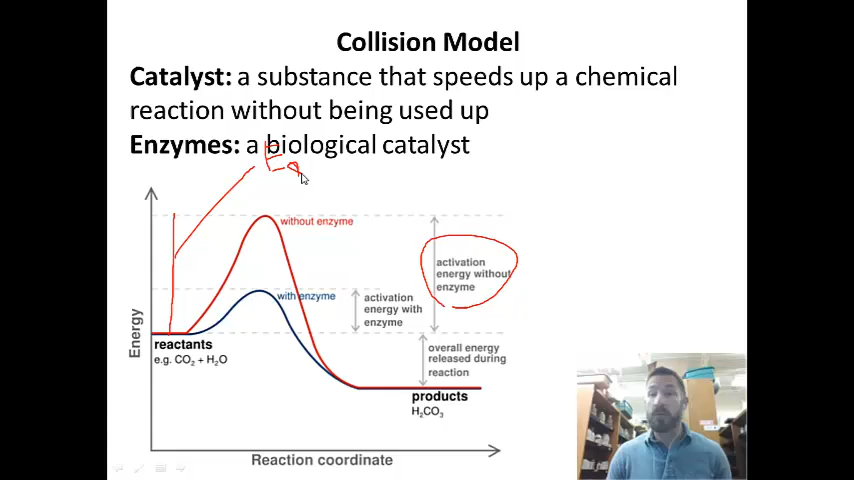 Collision Model
Catalyst: a substance that speeds up a chemical
reaction without being used up
Enzymes: a biological catalyst
Ea
without enzyme
activation
energy without
enzyme
with enzyme
activation
energy with
enzyme
Energy
reactants
e.g. CO₂ + H₂O
overall energy
released during
reaction
products
H₂CO₃
Reaction coordinate